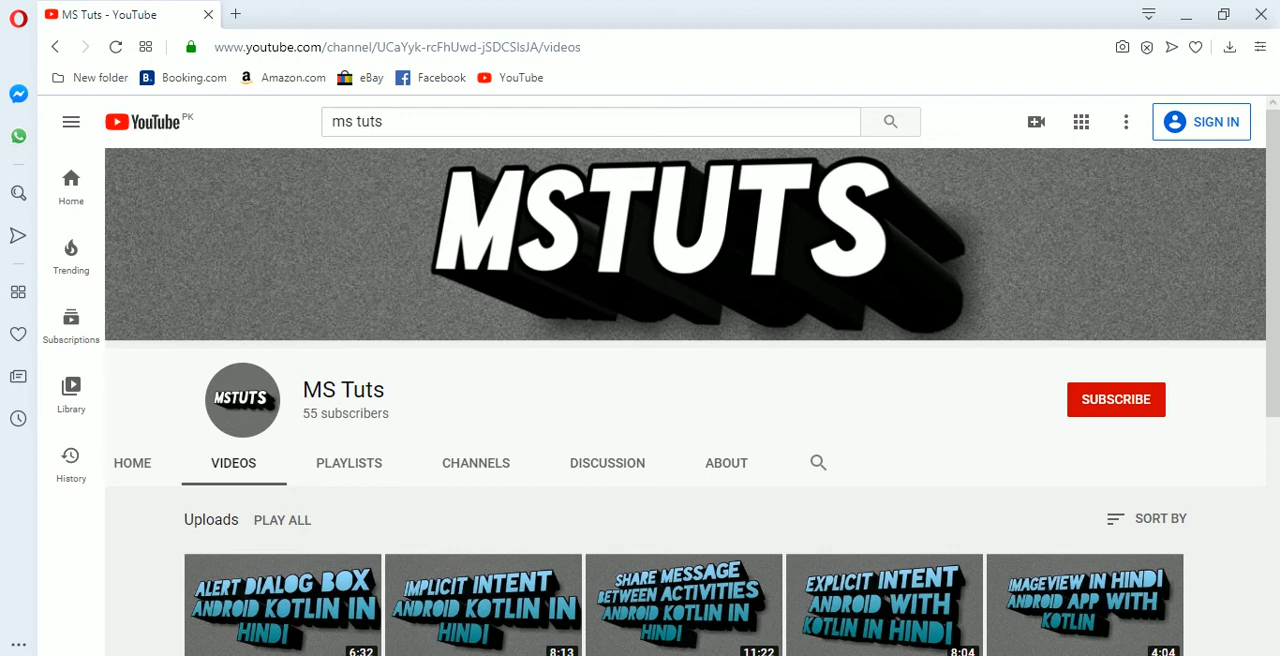 MS Tuts - YouTube
www.youtube.com/channel/UCaYyk-rcFhUwd-jSDCSIsJA/videos
New folder
B. Booking.com
a Amazon.com
eBay
Facebook
YouTube
YouTube PK
ms tuts
SIGN IN
Home
Trending
Subscriptions
Library
History
MSTUTS
MSTUTS
MS Tuts
55 subscribers
SUBSCRIBE
HOME
VIDEOS
PLAYLISTS
CHANNELS
DISCUSSION
ABOUT
Uploads
PLAY ALL
SORT BY
ALERT DIALOG BOX
ANDROID KOTLIN IN
HINDI
6:32
IMPLICIT INTENT
ANDROID KOTLIN IN
HINDI
8:13
SHARE MESSAGE
BETWEEN ACTIVITIES
ANDROID KOTLIN IN
HINDI
11:22
EXPLICIT INTENT
ANDROID WITH
KOTLIN IN HINDI
8:04
IMAGEVIEW IN HINDI
ANDROID APP WITH
KOTLIN
4:04